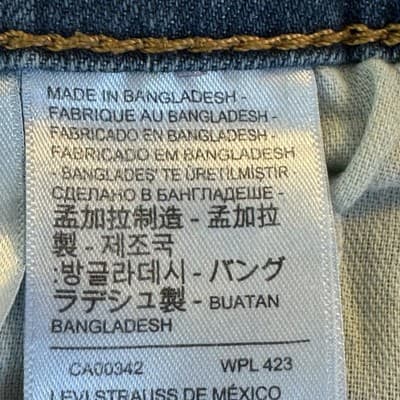 MADE IN BANGLADESH -
FABRIQUE AU BANGLADESH -
FABRICADO EN BANGLADESH -
FABRICADO EM BANGLADESH
- BANGLADES' TE ÜRETİLMİŞTİR -
СДЕЛАНО В БАНГЛАДЕШЕ -
孟加拉制造 - 孟加拉
製 - 제조국
:방글라데시 - バング
ラデシュ製 - BUATAN
BANGLADESH
CA00342 WPL 423
LEVI STRAUSS DE MÉXICO